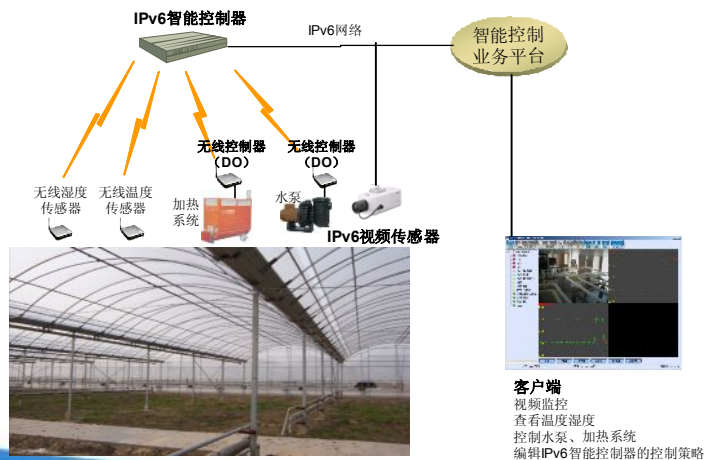 IPv6智能控制器
IPv6网络
智能控制
业务平台
无线控制器
（DO）
无线控制器
（DO）
无线湿度
传感器
无线温度
传感器
加热
系统
水泵
IPv6视频传感器
客户端
视频监控
查看温度湿度
控制水泵、加热系统
编辑IPv6智能控制器的控制策略